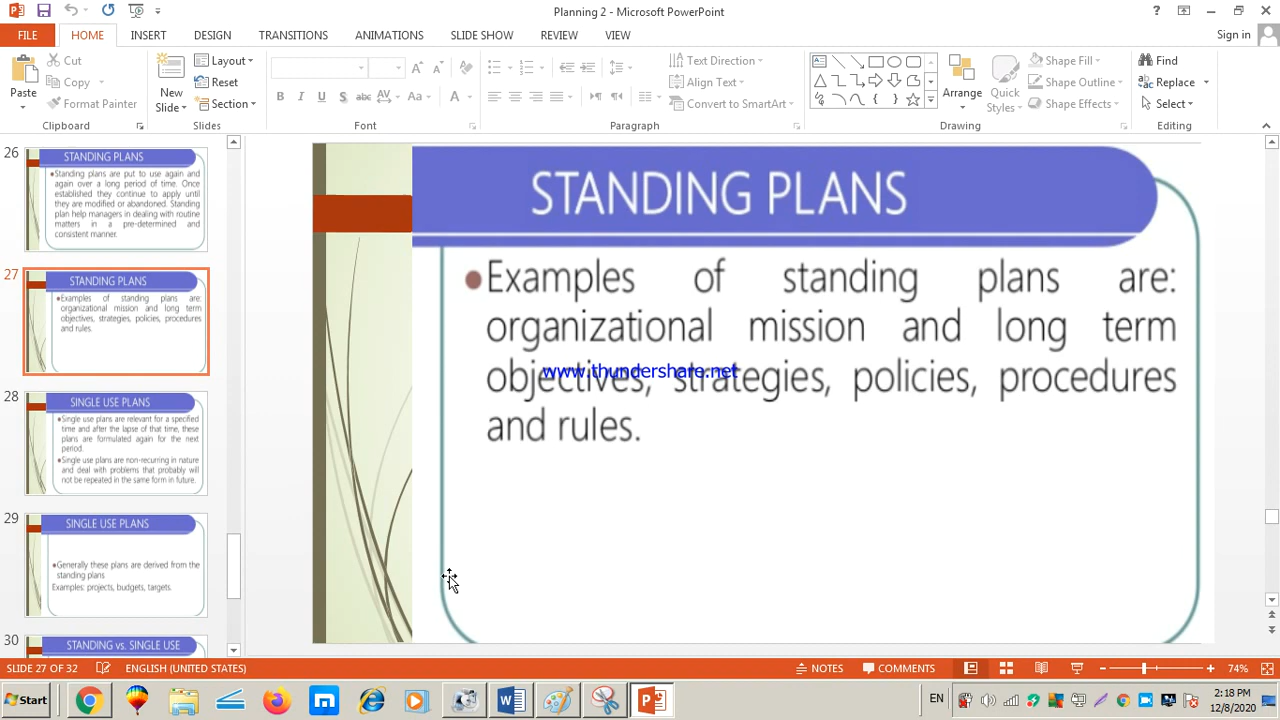 Planning 2 - Microsoft PowerPoint
?
FILE HOME INSERT DESIGN TRANSITIONS ANIMATIONS SLIDE SHOW REVIEW VIEW Sign in
Paste
Cut
Copy
Format Painter
Clipboard
New Slide
Layout
Reset
Section
Slides
B I U S abc AV Aa A
Font
Text Direction
Align Text
Convert to SmartArt
Paragraph
Arrange
Quick Styles
Shape Fill
Shape Outline
Shape Effects
Drawing
Find
Replace
Select
Editing
26
STANDING PLANS
Standing plans are put to use again and
again over a long period of time. Once
established they continue to apply until
they are modified or abandoned. Standing
plan help managers in dealing with routine
matters in a pre-determined and
consistent manner.
27
STANDING PLANS
Examples of standing plans are:
organizational mission and long term
objectives, strategies, policies, procedures
and rules.
28
SINGLE USE PLANS
Single use plans are relevant for a specified
time and after the lapse of that time, these
plans are formulated again for the next
period.
Single use plans are non-recurring in nature
and deal with problems that probably will
not be repeated in the same form in future.
29
SINGLE USE PLANS
Generally these plans are derived from the
standing plans
Examples: projects, budgets, targets.
30
STANDING vs. SINGLE USE
STANDING PLANS
Examples of standing plans are:
organizational mission and long term
objectives, strategies, policies, procedures
and rules.
www.thundershare.net
SLIDE 27 OF 32 ENGLISH (UNITED STATES) NOTES COMMENTS 74%
Start EN 2:18 PM
12/8/2020